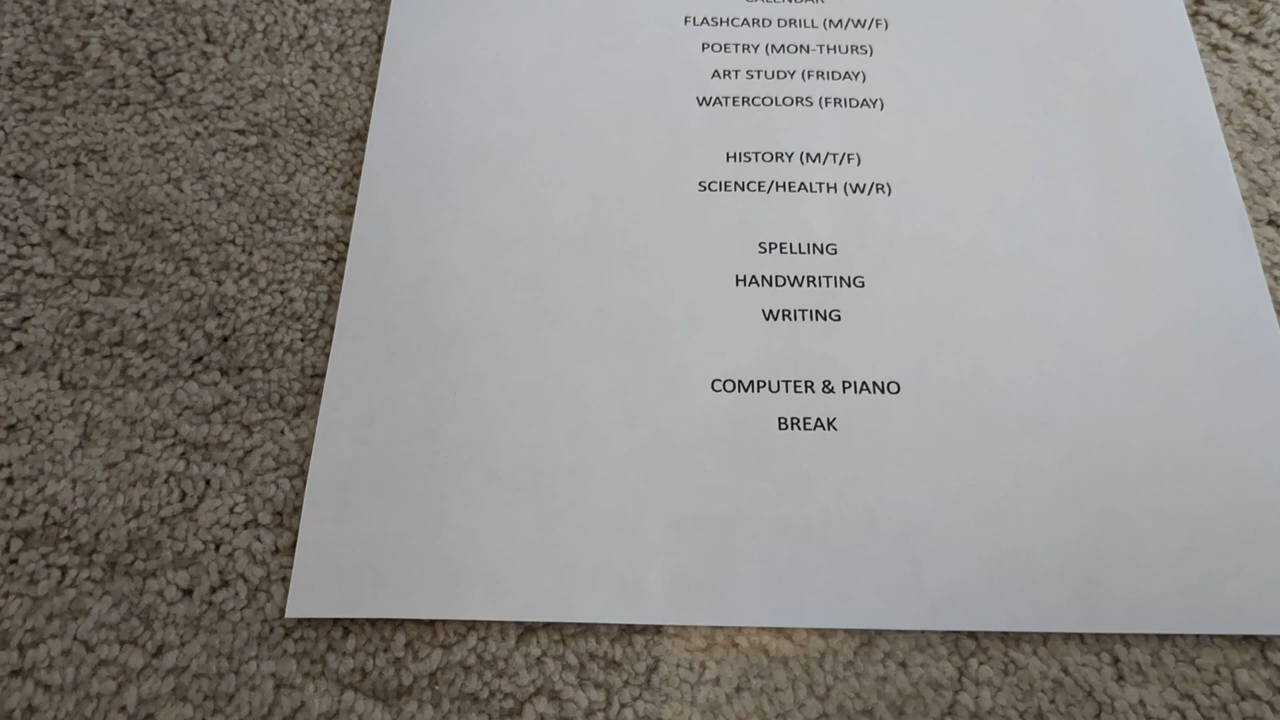 CALENDAR
FLASHCARD DRILL (M/W/F)
POETRY (MON-THURS)
ART STUDY (FRIDAY)
WATERCOLORS (FRIDAY)
HISTORY (M/T/F)
SCIENCE/HEALTH (W/R)
SPELLING
HANDWRITING
WRITING
COMPUTER & PIANO
BREAK